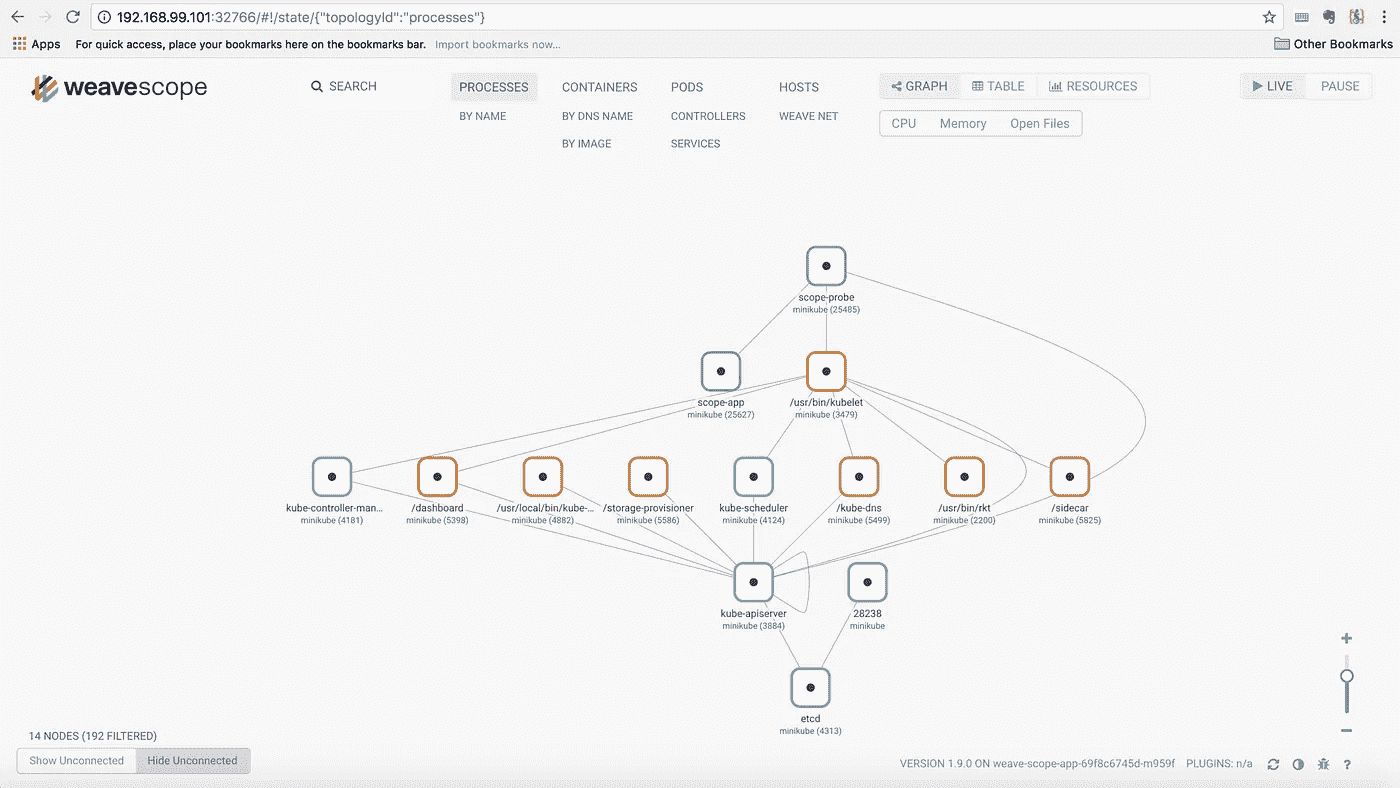 192.168.99.101:32766/#!/state/{"topologyId":"processes"}
Apps For quick access, place your bookmarks here on the bookmarks bar. Import bookmarks now... Other Bookmarks
weavescope SEARCH PROCESSES CONTAINERS PODS HOSTS GRAPH TABLE RESOURCES LIVE PAUSE
BY NAME BY DNS NAME CONTROLLERS WEAVE NET CPU Memory Open Files
BY IMAGE SERVICES
scope-probe
minikube (25485)
scope-app /usr/bin/kubelet
minikube (25627) minikube (3479)
kube-controller-man... /dashboard /usr/local/bin/kube-... /storage-provisioner kube-scheduler /kube-dns /usr/bin/rkt /sidecar
minikube (4181) minikube (5398) minikube (4882) minikube (5586) minikube (4124) minikube (5499) minikube (2200) minikube (5825)
kube-apiserver 28238
minikube (3884) minikube
etcd
minikube (4313)
14 NODES (192 FILTERED)
Show Unconnected Hide Unconnected
VERSION 1.9.0 ON weave-scope-app-69f8c6745d-m959f PLUGINS: n/a ?